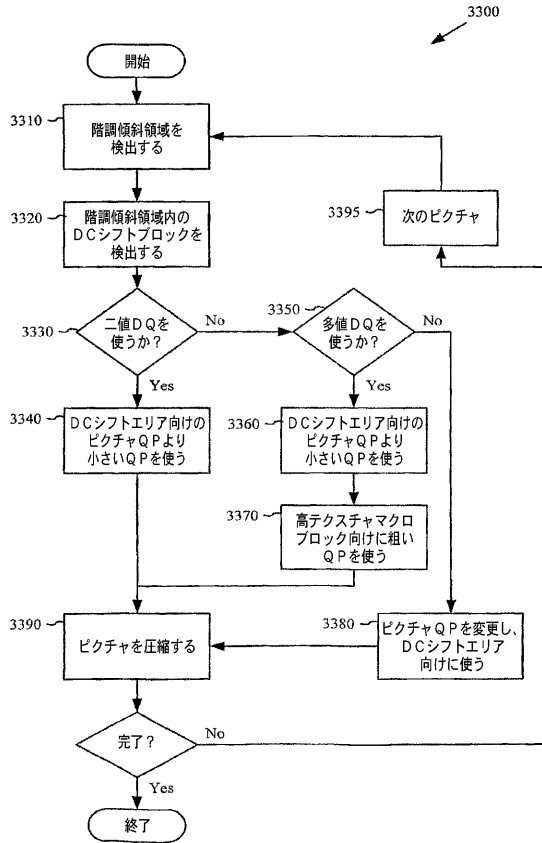 3300
開始
3310
階調傾斜領域を
検出する
3395
次のピクチャ
3320
階調傾斜領域内の
DCシフトブロックを
検出する
3330
二値DQを
使うか?
No
Yes
3350
多値DQを
使うか?
No
Yes
3340
DCシフトエリア向けの
ピクチャQPより
小さいQPを使う
3360
DCシフトエリア向けの
ピクチャQPより
小さいQPを使う
3370
高テクスチャマクロ
ブロック向けに粗い
QPを使う
3390
ピクチャを圧縮する
3380
ピクチャQPを変更し、
DCシフトエリア
向けに使う
完了?
No
Yes
終了